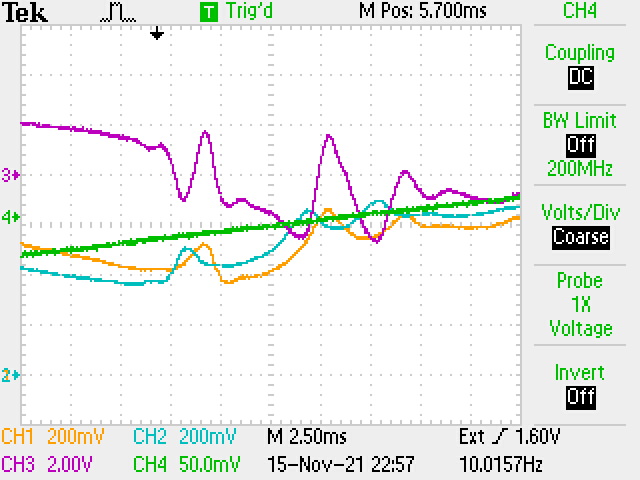 Tek T Trig'd M Pos: 5.700ms CH4
Coupling
DC
BW Limit
Off
200MHz
3
4
Volts/Div
Coarse
Probe
1X
Voltage
2
Invert
Off
CH1 200mV CH2 200mV M 2.50ms Ext / 1.60V
CH3 2.00V CH4 50.0mV 15-Nov-21 22:57 10.0157Hz